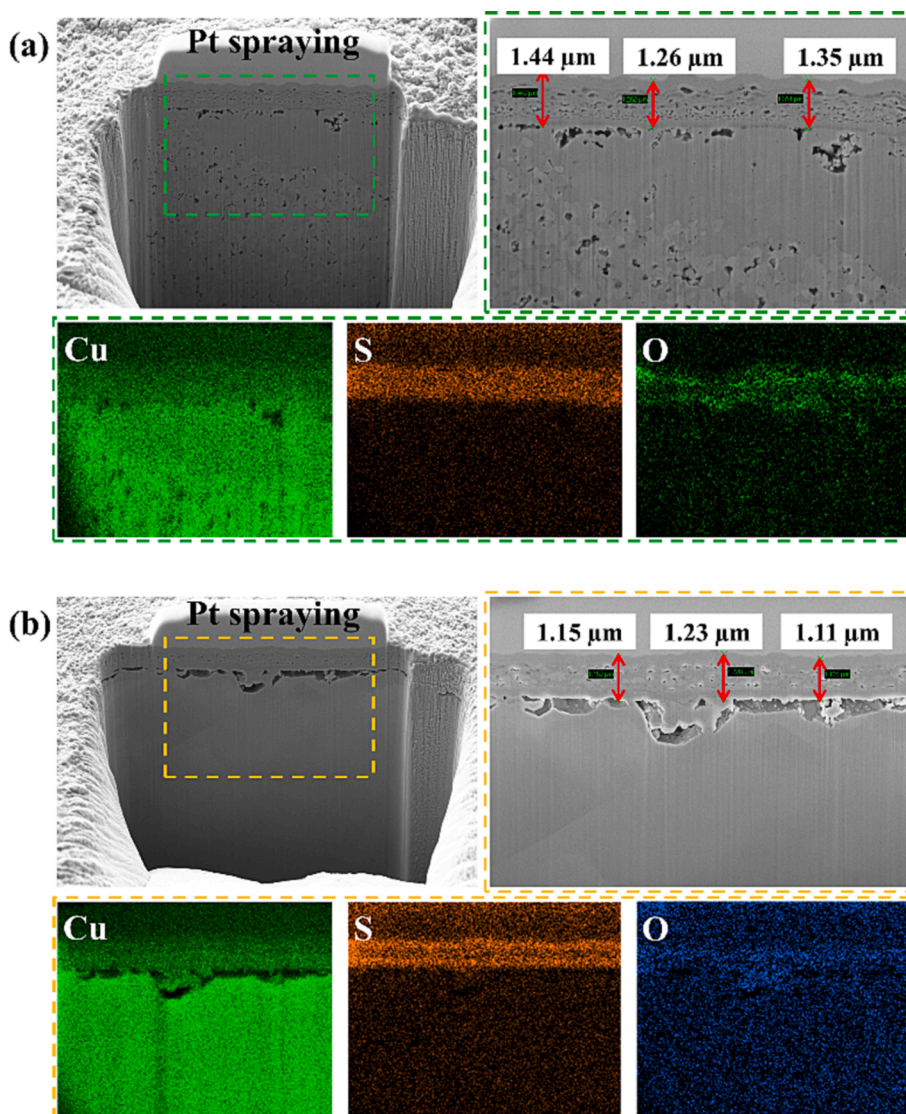 (a)
Pt spraying
1.44 µm
1.26 µm
1.35 µm
Cu
S
O
(b)
Pt spraying
1.15 µm
1.23 µm
1.11 µm
Cu
S
O